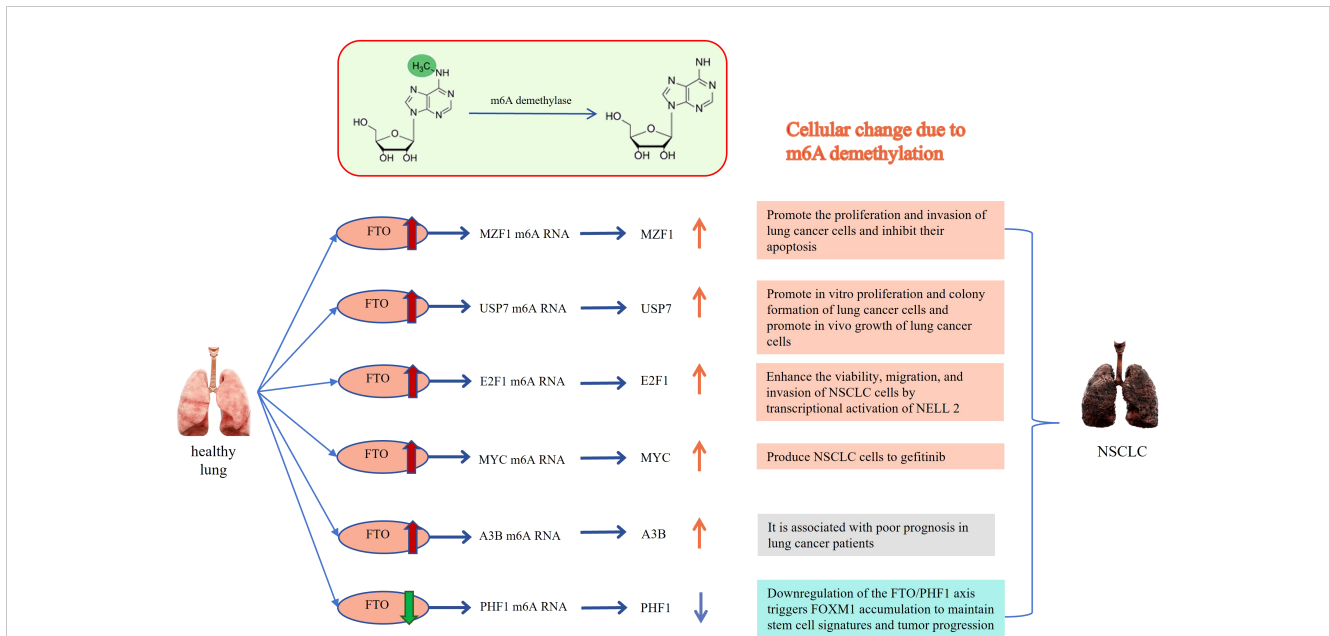 H₃C
NH
N
N
N
N
HO
O
OH
OH
m6A demethylase
NH
N
N
N
N
HO
O
OH
OH
Cellular change due to
m6A demethylation
FTO
MZF1 m6A RNA
MZF1
Promote the proliferation and invasion of
lung cancer cells and inhibit their
apoptosis
FTO
USP7 m6A RNA
USP7
Promote in vitro proliferation and colony
formation of lung cancer cells and
promote in vivo growth of lung cancer
cells
FTO
E2F1 m6A RNA
E2F1
Enhance the viability, migration, and
invasion of NSCLC cells by
transcriptional activation of NELL 2
healthy
lung
FTO
MYC m6A RNA
MYC
Produce NSCLC cells to gefitinib
NSCLC
FTO
A3B m6A RNA
A3B
It is associated with poor prognosis in
lung cancer patients
FTO
PHF1 m6A RNA
PHF1
Downregulation of the FTO/PHF1 axis
triggers FOXM1 accumulation to maintain
stem cell signatures and tumor progression